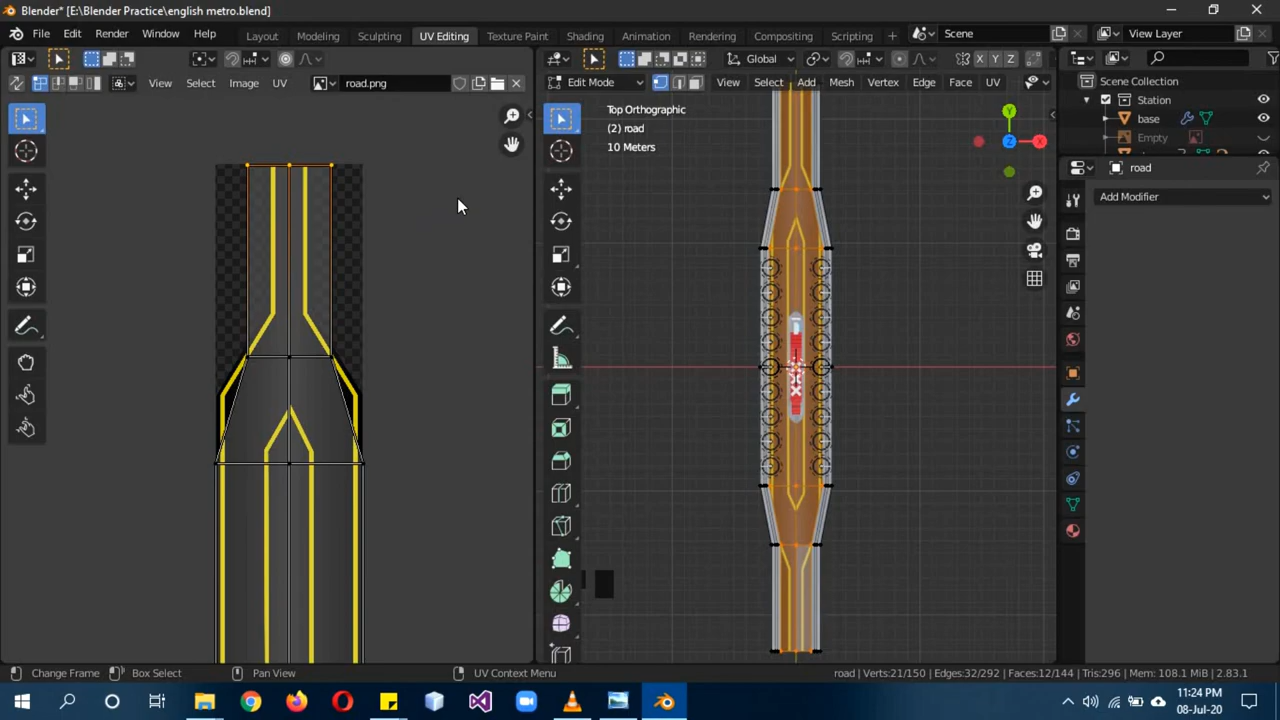 Blender* [E:\Blender Practice\english metro.blend]
File Edit Render Window Help Layout Modeling Sculpting UV Editing Texture Paint Shading Animation Rendering Compositing Scripting + Scene View Layer
Global X Y Z
View Select Image UV road.png Edit Mode View Select Add Mesh Vertex Edge Face UV
Scene Collection
Station
base
Empty
Top Orthographic
(2) road
10 Meters
Y
Z
X
road
Add Modifier
Change Frame Box Select Pan View UV Context Menu road | Verts:21/150 | Edges:32/292 | Faces:12/144 | Tris:296 | Mem: 108.1 MiB | 2.83.1
11:24 PM
08-Jul-20